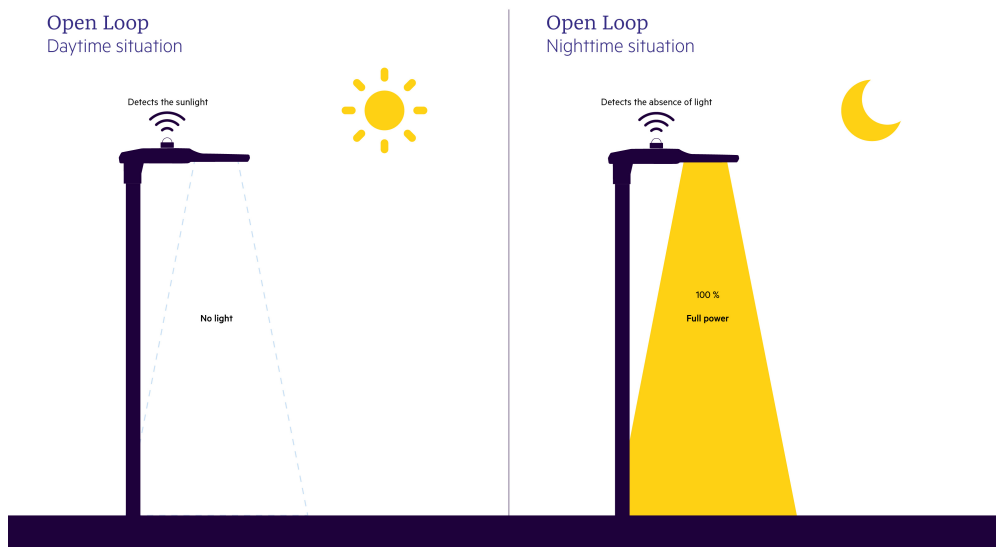 Open Loop
Daytime situation
Detects the sunlight
No light
Open Loop
Nighttime situation
Detects the absence of light
100 %
Full power